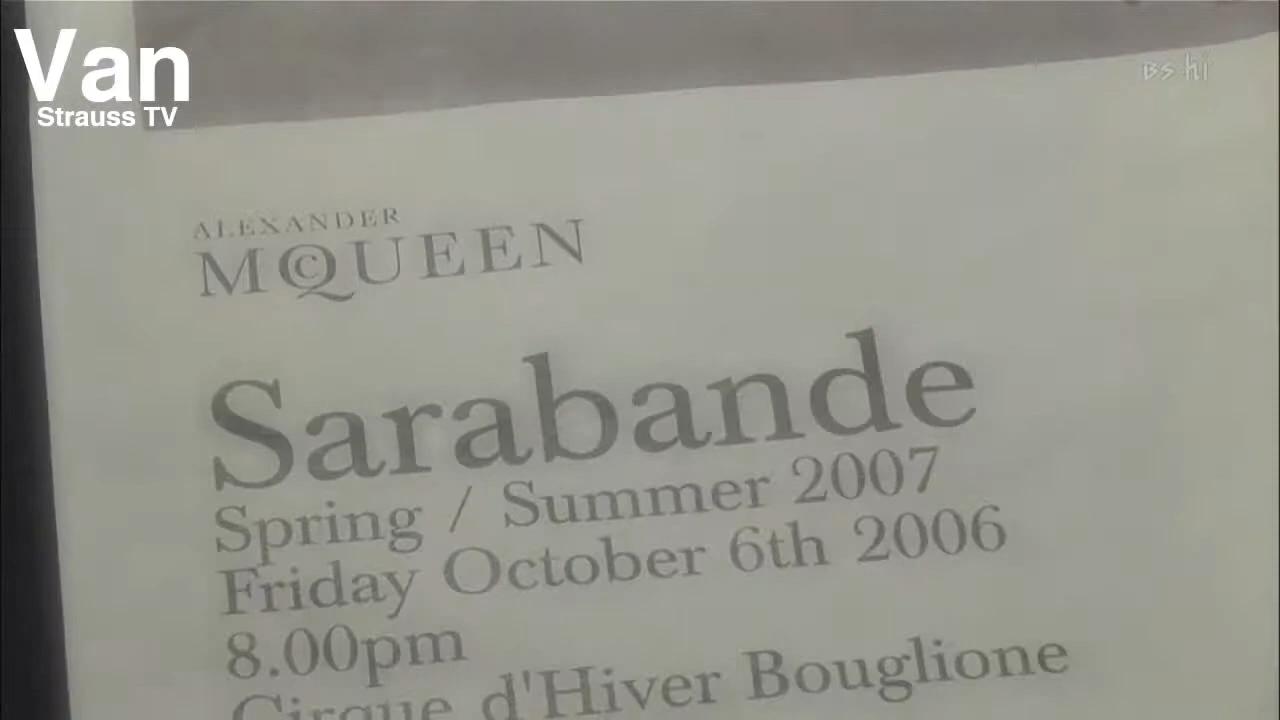 Van
Strauss TV
BS hi
ALEXANDER
McQUEEN
Sarabande
Spring / Summer 2007
Friday October 6th 2006
8.00pm
Cirque d'Hiver Bouglione